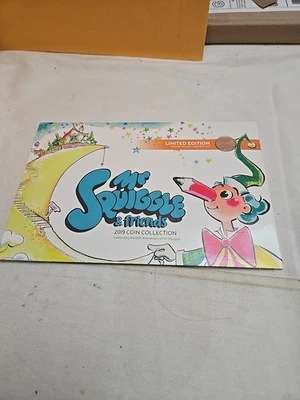 LIMITED EDITION
Mr
SQUIGGLE
& friends
2019 COIN COLLECTION